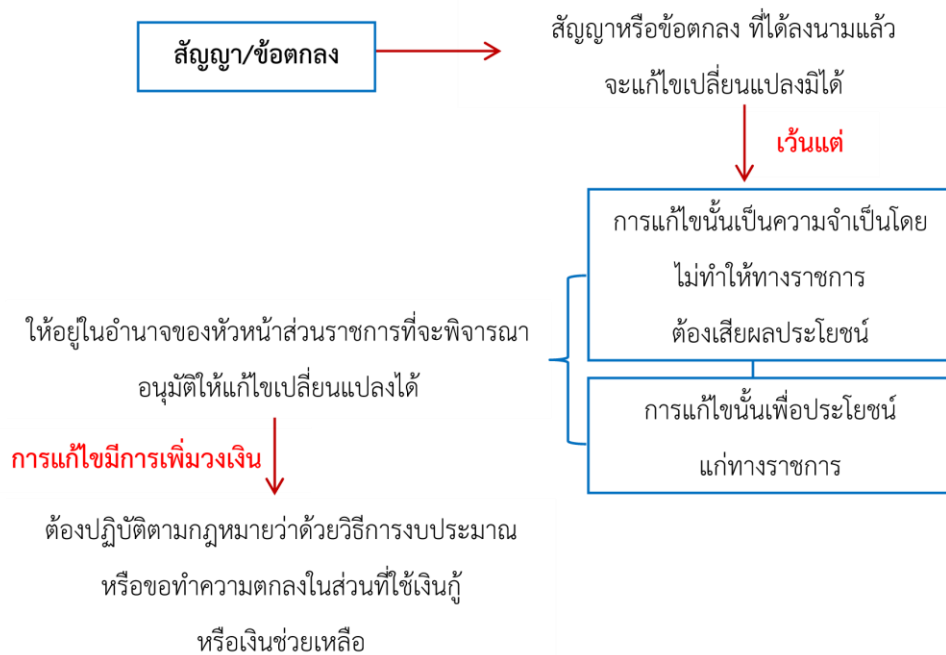 สัญญา/ข้อตกลง
สัญญาหรือข้อตกลง ที่ได้ลงนามแล้ว
จะแก้ไขเปลี่ยนแปลงมิได้
เว้นแต่
การแก้ไขนั้นเป็นความจำเป็นโดย
ไม่ทำให้ทางราชการ
ต้องเสียผลประโยชน์
การแก้ไขนั้นเพื่อประโยชน์
แก่ทางราชการ
ให้อยู่ในอำนาจของหัวหน้าส่วนราชการที่จะพิจารณา
อนุมัติให้แก้ไขเปลี่ยนแปลงได้
การแก้ไขมีการเพิ่มวงเงิน
ต้องปฏิบัติตามกฎหมายว่าด้วยวิธีการงบประมาณ
หรือขอทำความตกลงในส่วนที่ใช้เงินกู้
หรือเงินช่วยเหลือ